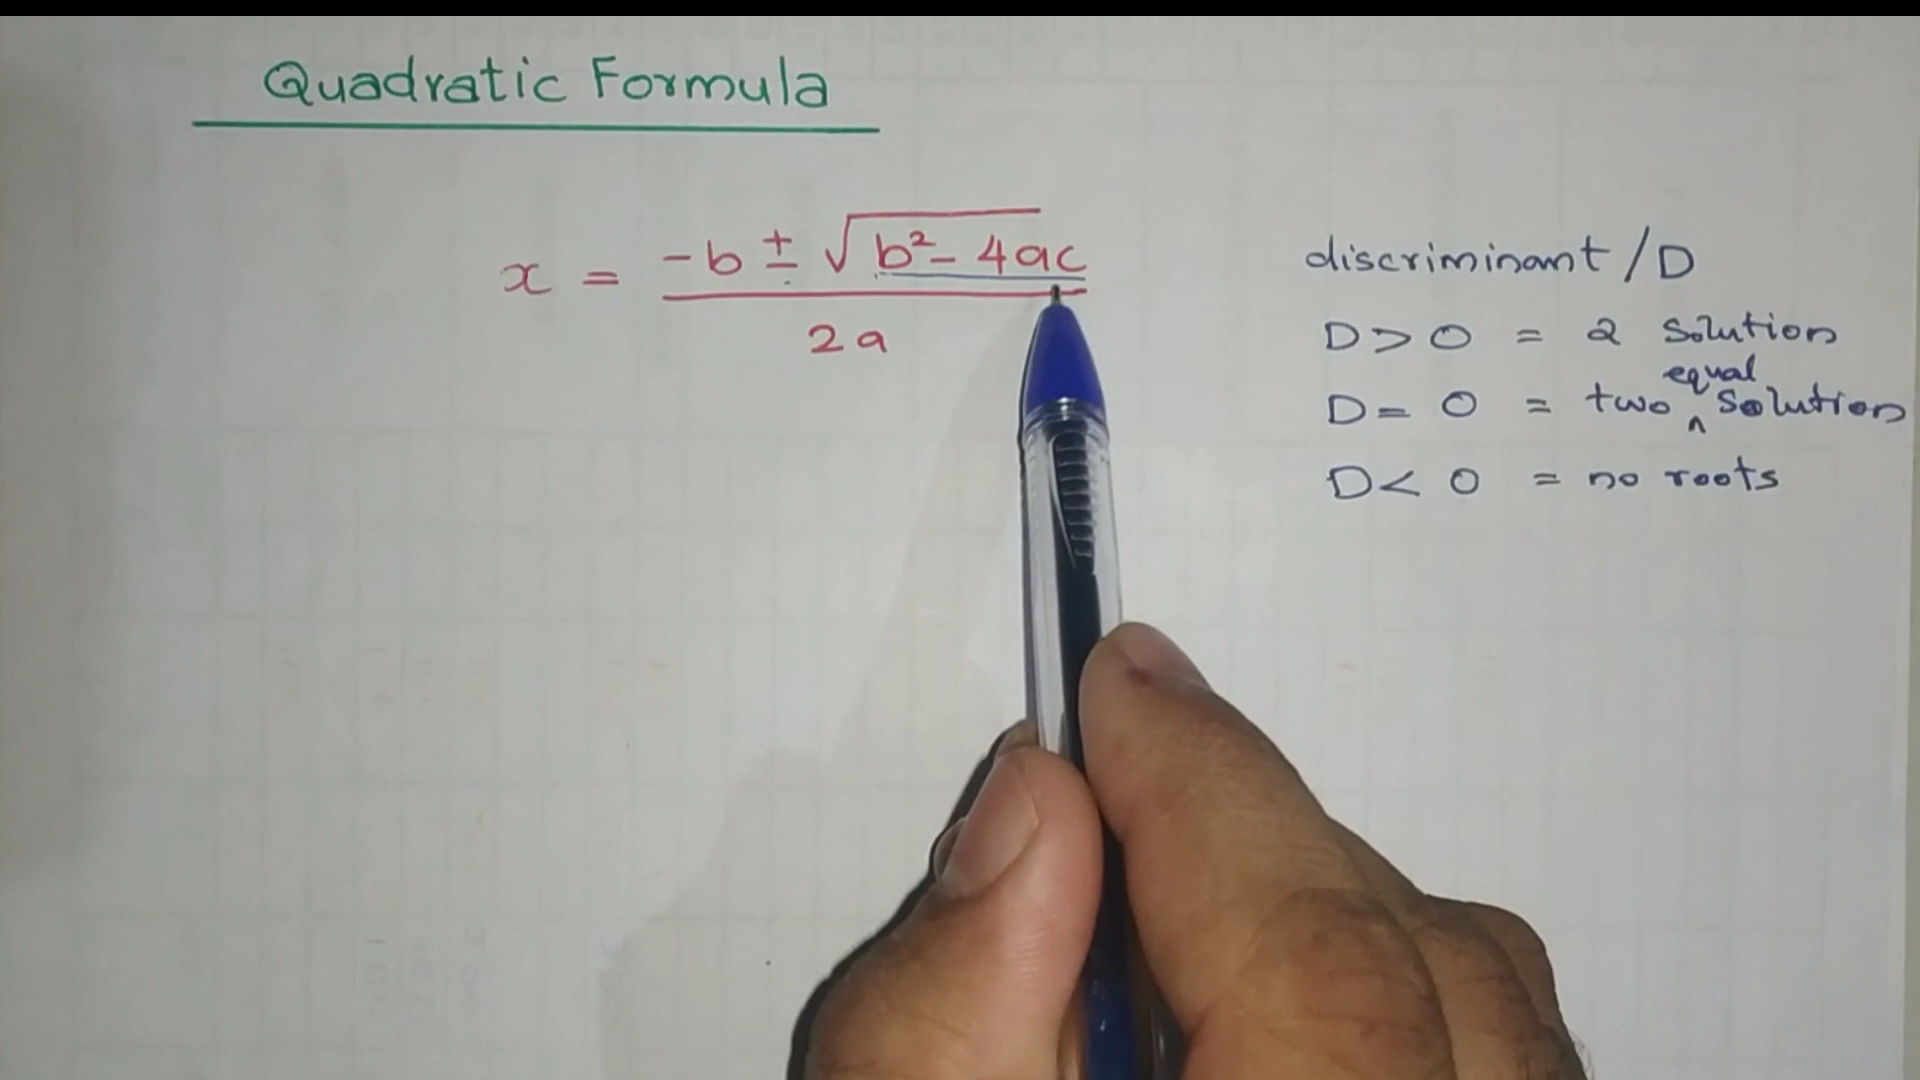 Quadratic Formula
x = -b ± √b² - 4ac
2a
discriminant / D
D > 0 = 2 Solution
D = 0 = two equal Solution
D < 0 = no roots